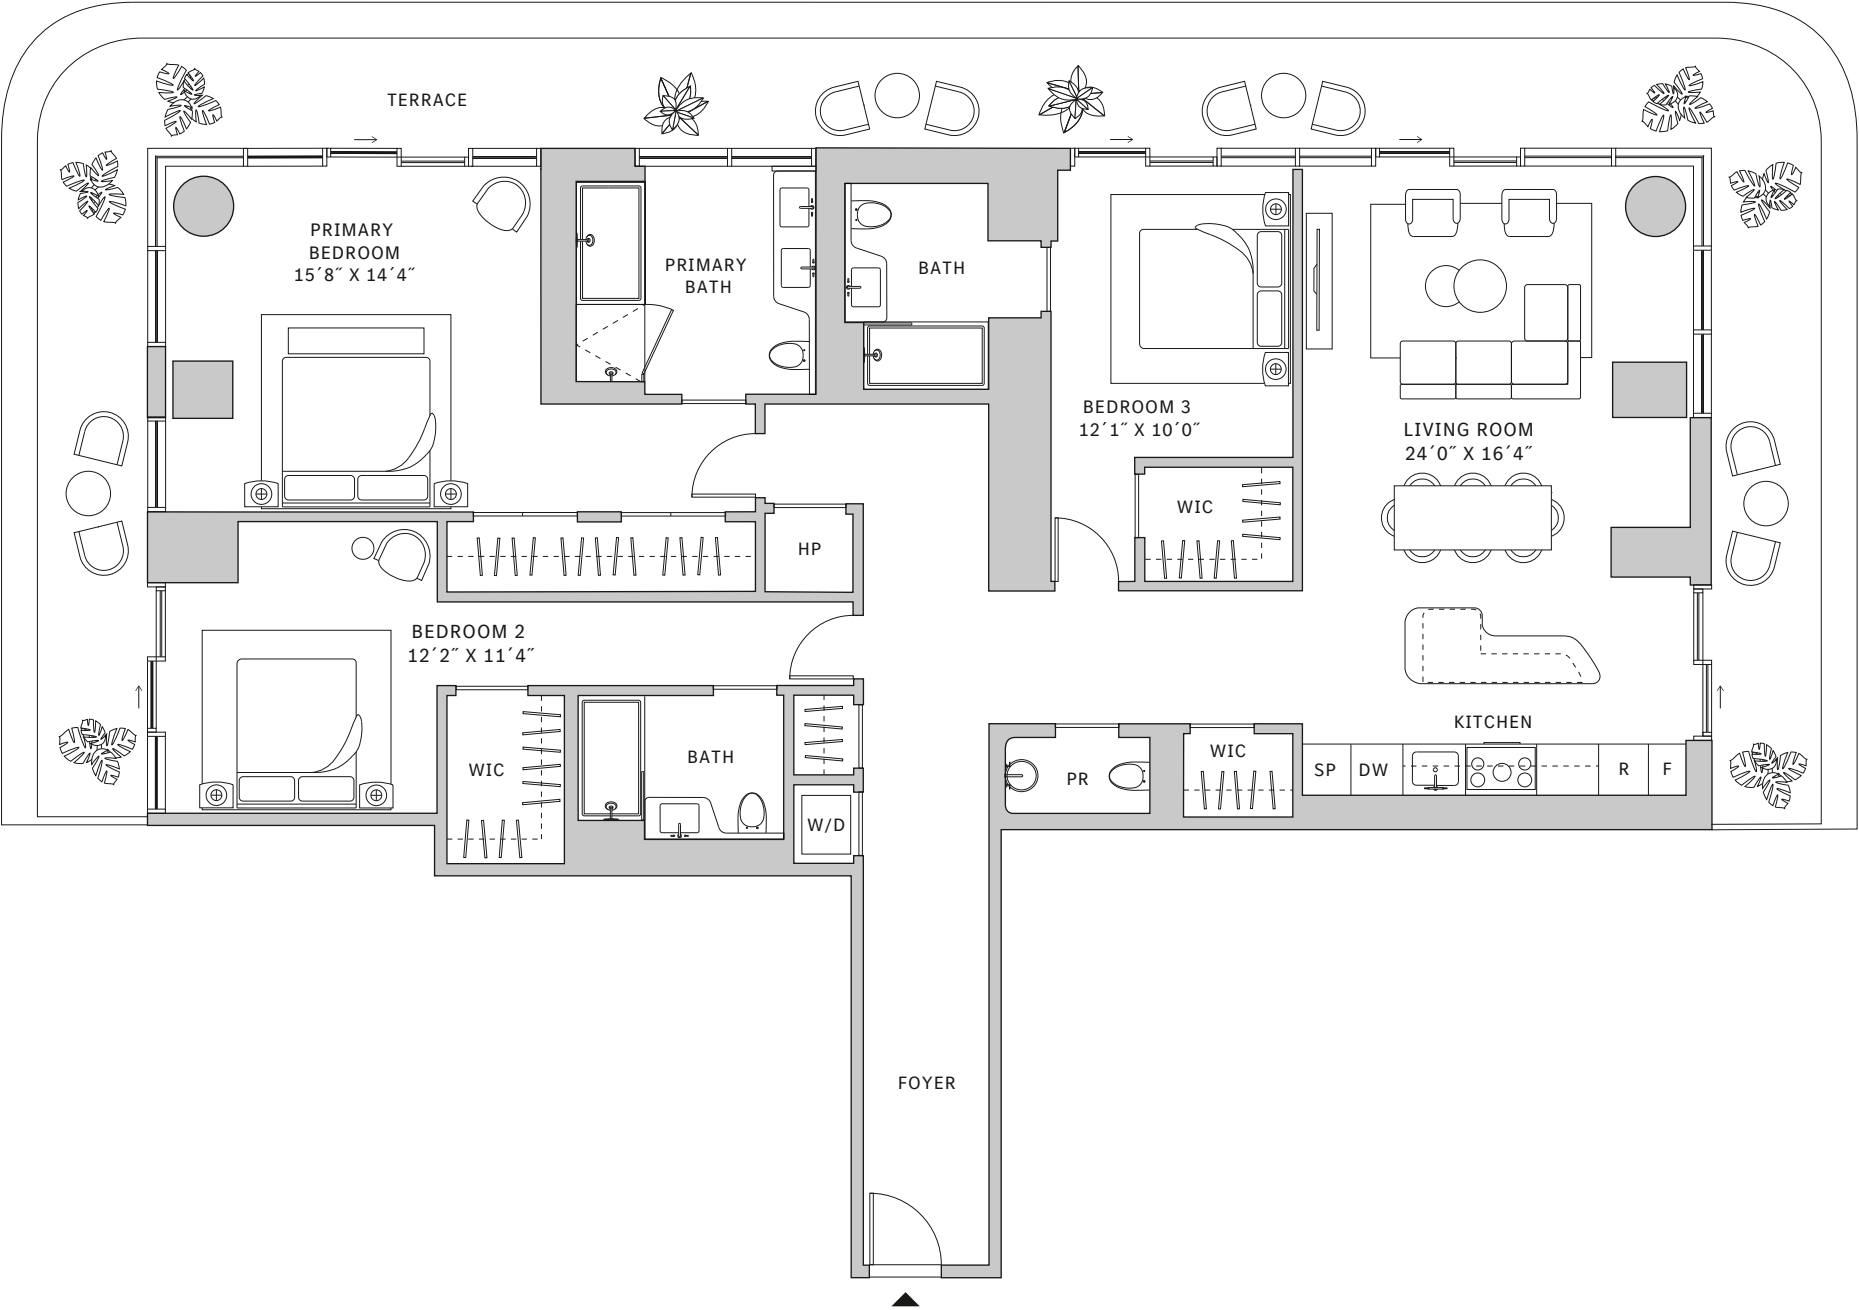 TERRACE
PRIMARY
BEDROOM
15´8˝ X 14´4˝
PRIMARY
BATH
BATH
BEDROOM 3
12´1˝ X 10´0˝
LIVING ROOM
24´0˝ X 16´4˝
WIC
HP
BEDROOM 2
12´2˝ X 11´4˝
KITCHEN
WIC
BATH
W/D
PR
WIC
SP
DW
R
F
FOYER